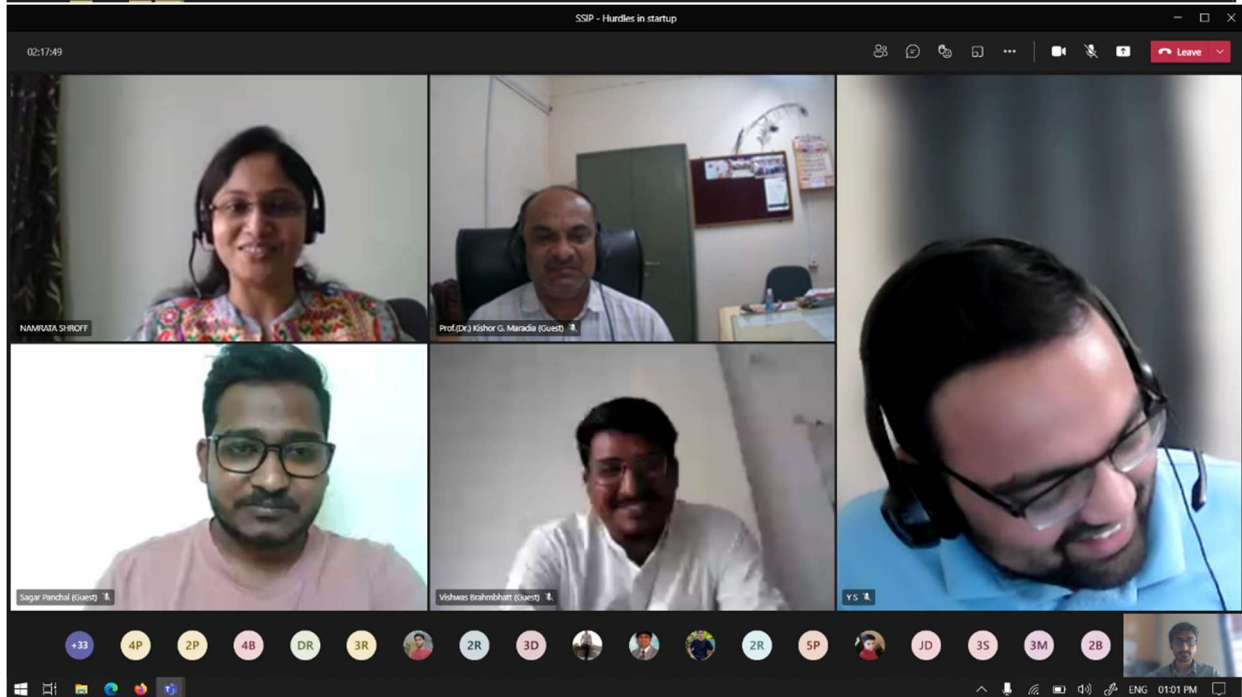 SSIP - Hurdles in startup
02:17:49
Leave
NAMRATA SHROFF
Prof.(Dr.) Kishor G. Maradia (Guest)
Sagar Panchal (Guest)
Vishwas Brahmbhatt (Guest)
Y S
+33
4P
2P
4B
DR
3R
2R
3D
2R
5P
JD
3S
3M
2B
ENG
01:01 PM